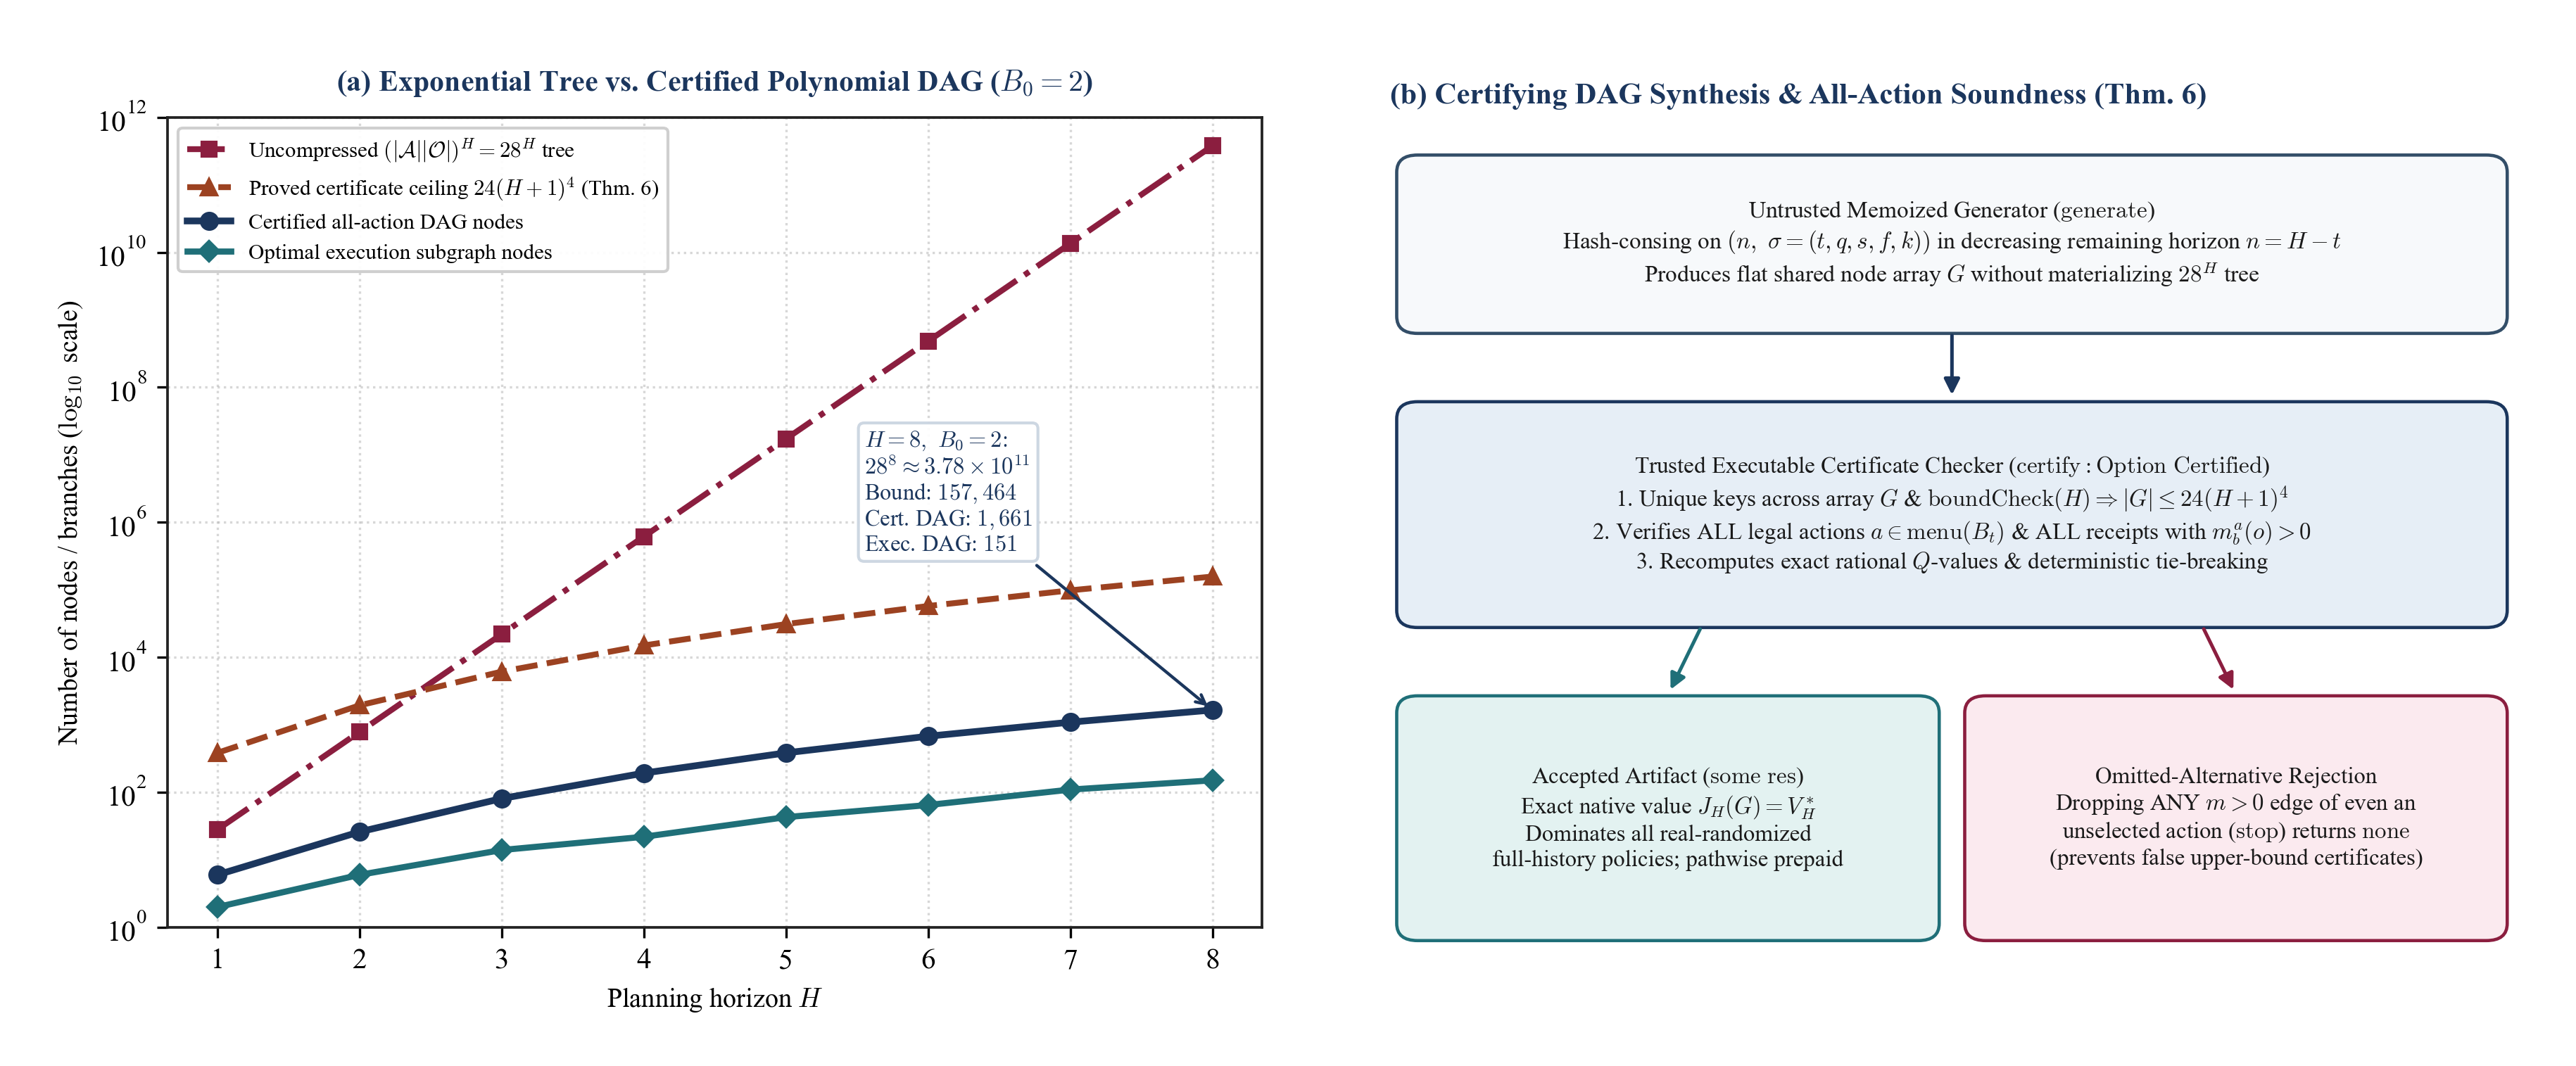 (a) Exponential Tree vs. Certified Polynomial DAG (B₀ = 2)
10¹²
10¹⁰
10⁸
10⁶
10⁴
10²
10⁰
Number of nodes / branches (log₁₀ scale)
Uncompressed (|𝒜||𝒪|)ᴴ = 28ᴴ tree
Proved certificate ceiling 24(H + 1)⁴ (Thm. 6)
Certified all-action DAG nodes
Optimal execution subgraph nodes
H = 8, B₀ = 2:
28⁸ ≈ 3.78 × 10¹¹
Bound: 157, 464
Cert. DAG: 1, 661
Exec. DAG: 151
1 2 3 4 5 6 7 8
Planning horizon H
(b) Certifying DAG Synthesis & All-Action Soundness (Thm. 6)
Untrusted Memoized Generator (generate)
Hash-consing on (n, σ = (t, q, s, f, k)) in decreasing remaining horizon n = H − t
Produces flat shared node array G without materializing 28ᴴ tree
Trusted Executable Certificate Checker (certify : Option Certified)
1. Unique keys across array G & boundCheck(H) ⇒ |G| ≤ 24(H + 1)⁴
2. Verifies ALL legal actions a ∈ menu(Bₜ) & ALL receipts with m_b^a(o) > 0
3. Recomputes exact rational Q-values & deterministic tie-breaking
Accepted Artifact (some res)
Exact native value J_H(G) = V_H^*
Dominates all real-randomized
full-history policies; pathwise prepaid
Omitted-Alternative Rejection
Dropping ANY m > 0 edge of even an
unselected action (stop) returns none
(prevents false upper-bound certificates)